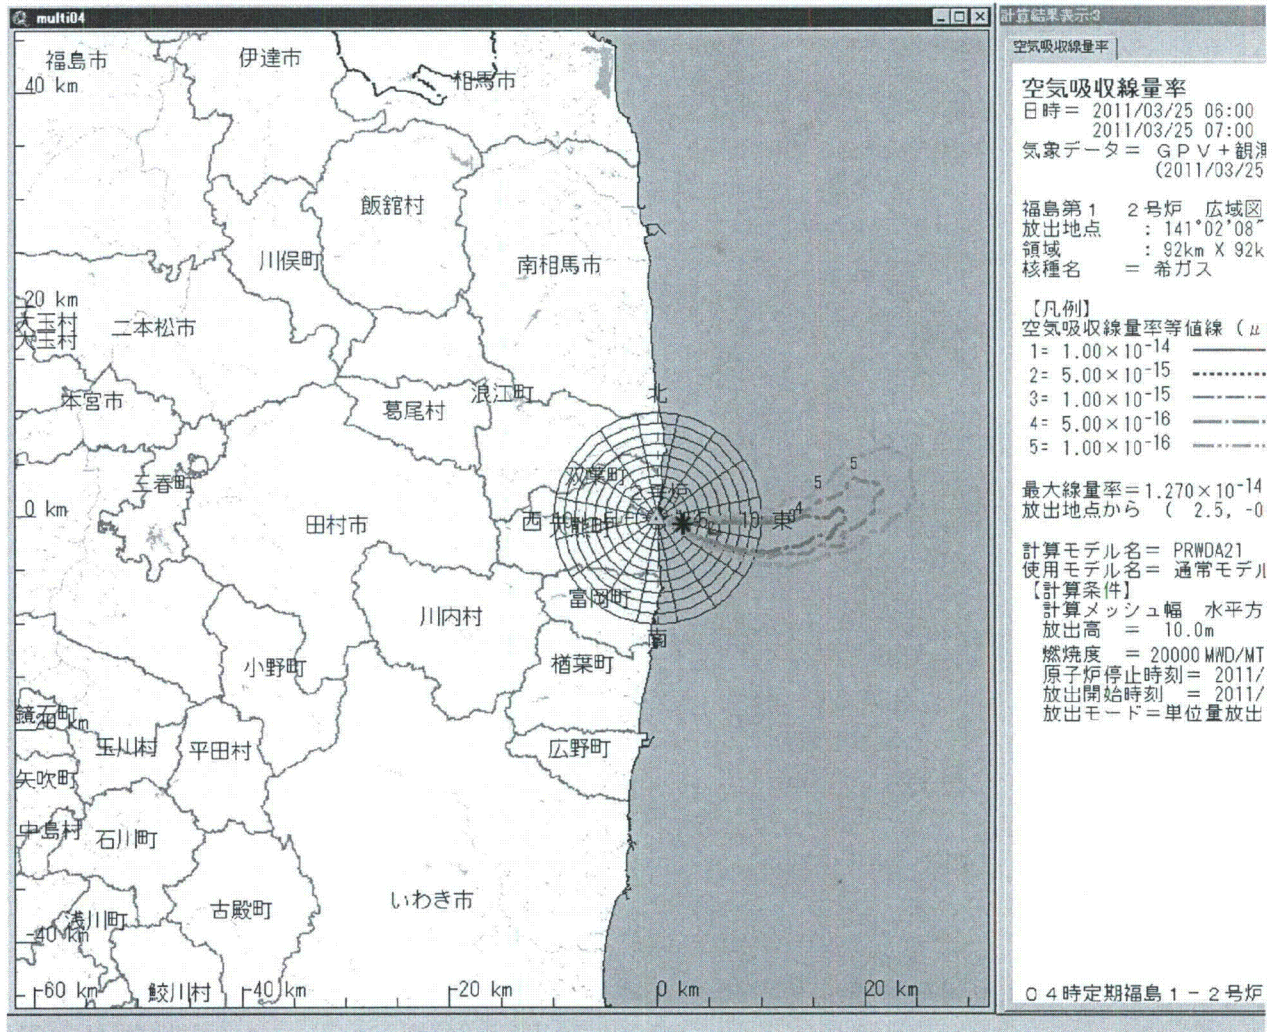 multi04
計算結果表示:3
空気吸収線量率
空気吸収線量率
日時= 2011/03/25 06:00
2011/03/25 07:00
気象データ= GPV+観測
(2011/03/25
福島第1 2号炉 広域図
放出地点 : 141°02'08"
領域 : 92km X 92k
核種名 = 希ガス
【凡例】
空気吸収線量率等値線 (μ
1= 1.00×10-14
2= 5.00×10-15
3= 1.00×10-15
4= 5.00×10-16
5= 1.00×10-16
最大線量率=1.270×10-14
放出地点から ( 2.5, -0
計算モデル名= PRWDA21
使用モデル名= 通常モデル
【計算条件】
計算メッシュ幅 水平方
放出高 = 10.0m
燃焼度 = 20000MWD/MT
原子炉停止時刻= 2011/
放出開始時刻 = 2011/
放出モード=単位量放出
04時定期福島1-2号炉
福島市
伊達市
相馬市
40 km
飯舘村
川俣町
南相馬市
20 km
大玉村
大玉村
二本松市
本宮市
葛尾村
浪江町
北
三春町
双葉町
0 km
田村市
西
大熊町
10
東
5
5
4
富岡町
川内村
南
小野町
楢葉町
鏡石町
-20 km
玉川村
平田村
広野町
矢吹町
中島村
石川町
いわき市
浅川町
古殿町
-40 km
-60 km
鮫川村
-40 km
-20 km
0 km
20 km